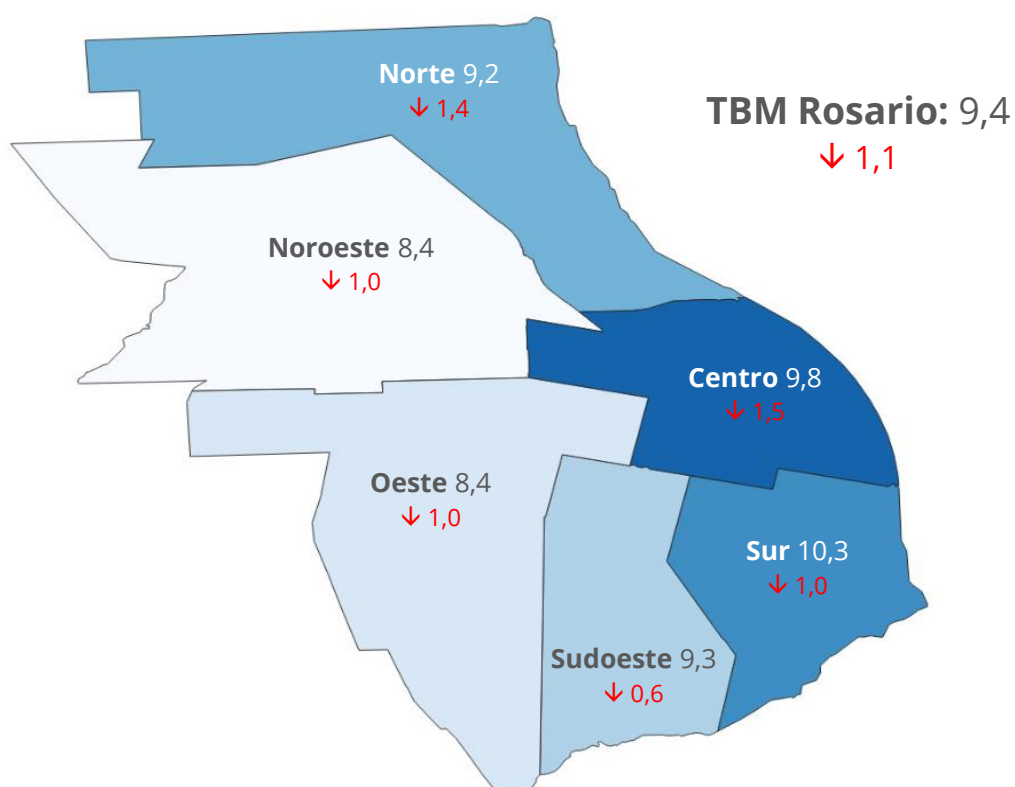 Norte 9,2
↓ 1,4
TBM Rosario: 9,4
↓ 1,1
Noroeste 8,4
↓ 1,0
Centro 9,8
↓ 1,5
Oeste 8,4
↓ 1,0
Sur 10,3
↓ 1,0
Sudoeste 9,3
↓ 0,6